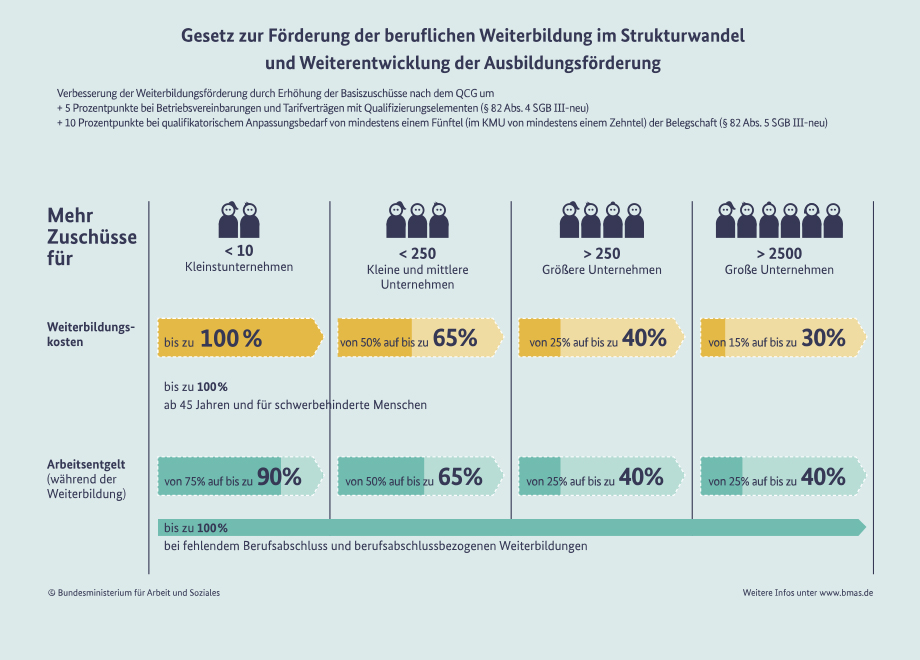 Gesetz zur Förderung der beruflichen Weiterbildung im Strukturwandel
und Weiterentwicklung der Ausbildungsförderung
Verbesserung der Weiterbildungsförderung durch Erhöhung der Basiszuschüsse nach dem QCG um
+ 5 Prozentpunkte bei Betriebsvereinbarungen und Tarifverträgen mit Qualifizierungselementen (§ 82 Abs. 4 SGB III-neu)
+ 10 Prozentpunkte bei qualifikatorischem Anpassungsbedarf von mindestens einem Fünftel (im KMU von mindestens einem Zehntel) der Belegschaft (§ 82 Abs. 5 SGB III-neu)
Mehr
Zuschüsse
für
< 10
Kleinstunternehmen
< 250
Kleine und mittlere
Unternehmen
> 250
Größere Unternehmen
> 2500
Große Unternehmen
Weiterbildungs-
kosten
bis zu 100 %
von 50% auf bis zu 65%
von 25% auf bis zu 40%
von 15% auf bis zu 30%
bis zu 100%
ab 45 Jahren und für schwerbehinderte Menschen
Arbeitsentgelt
(während der
Weiterbildung)
von 75% auf bis zu 90%
von 50% auf bis zu 65%
von 25% auf bis zu 40%
von 25% auf bis zu 40%
bis zu 100%
bei fehlendem Berufsabschluss und berufsabschlussbezogenen Weiterbildungen
© Bundesministerium für Arbeit und Soziales
Weitere Infos unter www.bmas.de